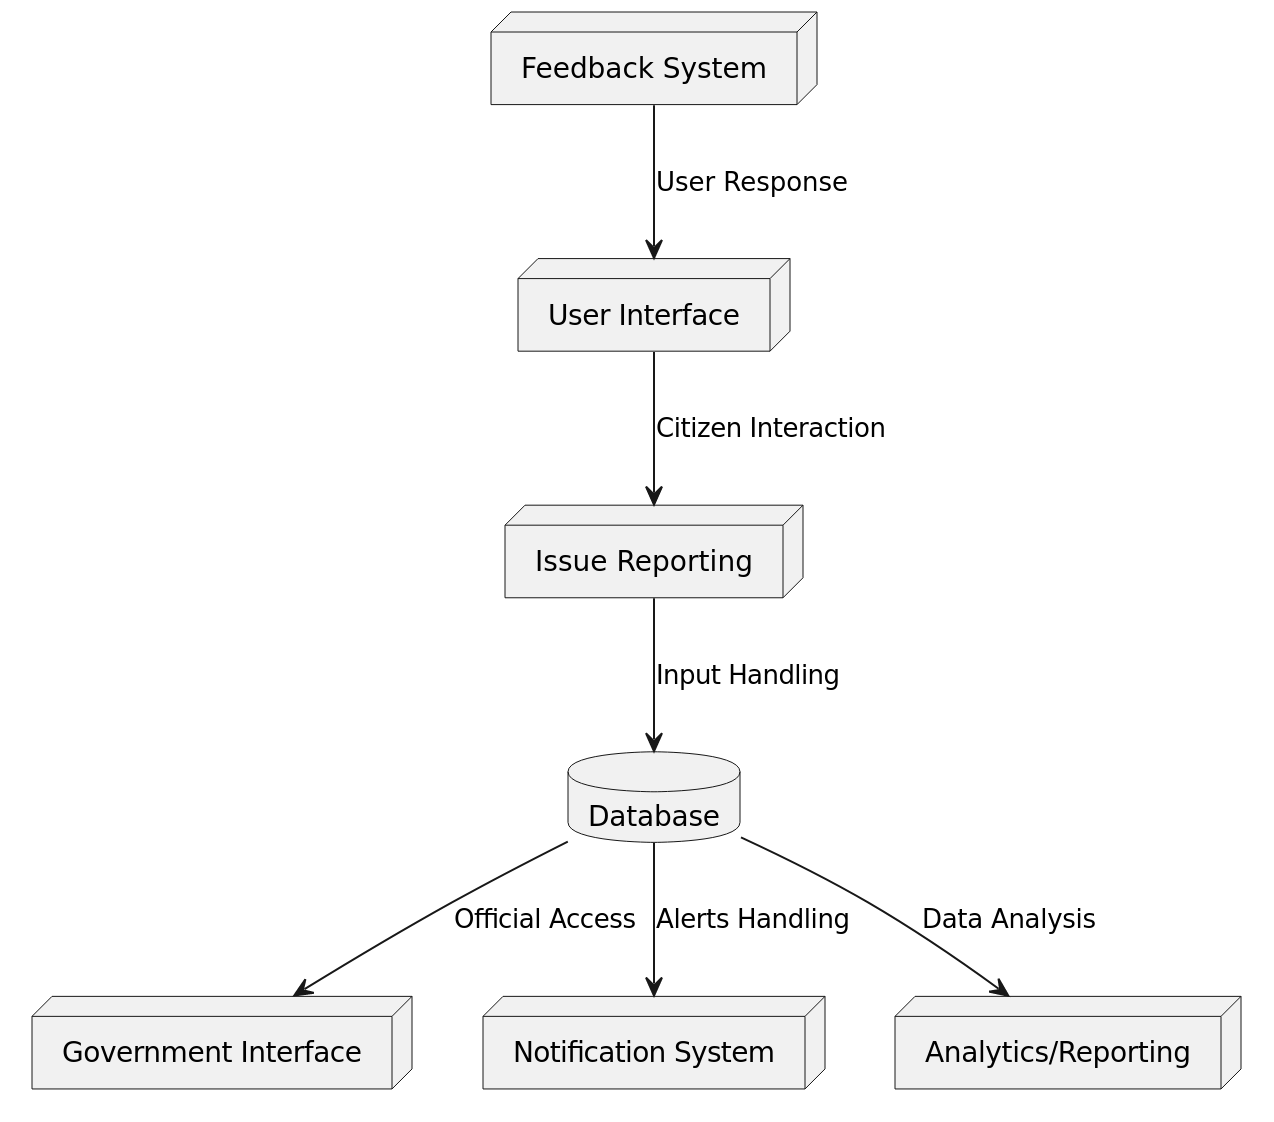 Feedback System
User Response
User Interface
Citizen Interaction
Issue Reporting
Input Handling
Database
Official Access
Alerts Handling
Data Analysis
Government Interface
Notification System
Analytics/Reporting